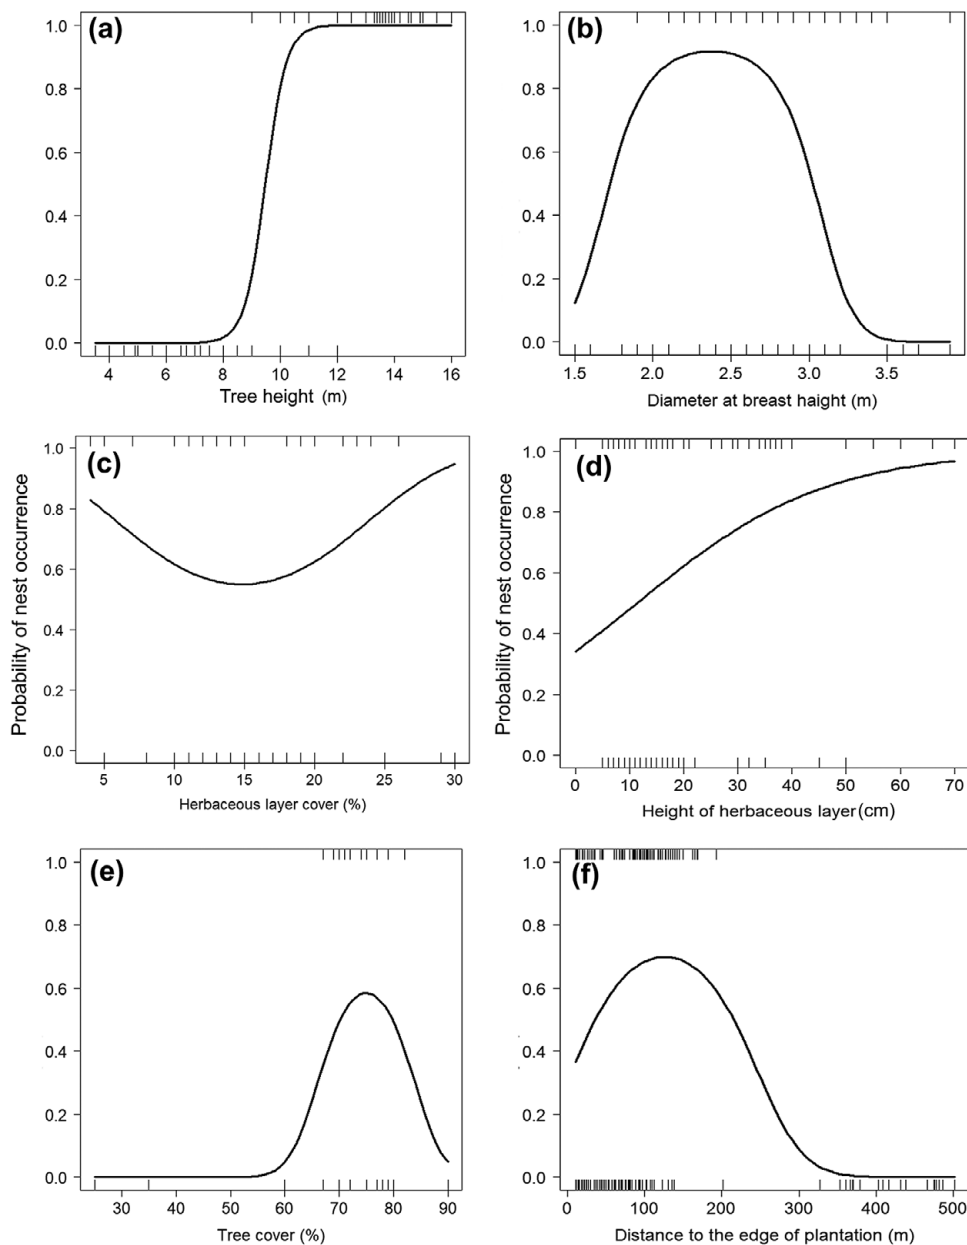 (a)
1.0
0.8
0.6
0.4
0.2
0.0
4 6 8 10 12 14 16
Tree height (m)
(b)
1.0
0.8
0.6
0.4
0.2
0.0
1.5 2.0 2.5 3.0 3.5
Diameter at breast haight (m)
(c)
Probability of nest occurrence
1.0
0.8
0.6
0.4
0.2
0.0
5 10 15 20 25 30
Herbaceous layer cover (%)
(d)
Probability of nest occurrence
1.0
0.8
0.6
0.4
0.2
0.0
0 10 20 30 40 50 60 70
Height of herbaceous layer (cm)
(e)
1.0
0.8
0.6
0.4
0.2
0.0
30 40 50 60 70 80 90
Tree cover (%)
(f)
1.0
0.8
0.6
0.4
0.2
0.0
0 100 200 300 400 500
Distance to the edge of plantation (m)